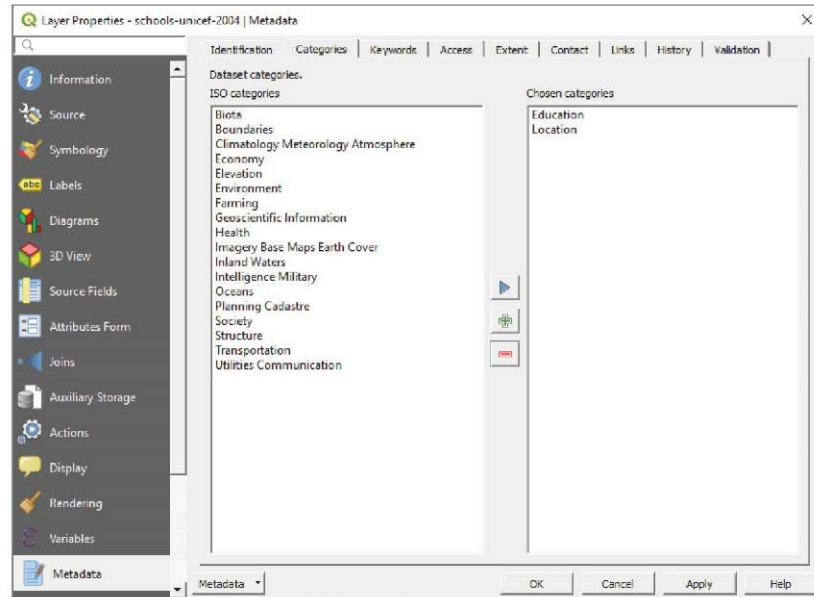 Layer Properties - schools-unicef-2004 | Metadata
Information
Source
Symbology
abc Labels
Diagrams
3D View
Source Fields
Attributes Form
Joins
Auxiliary Storage
Actions
Display
Rendering
Variables
Metadata
Identification Categories Keywords Access Extent Contact Links History Validation
Dataset categories.
ISO categories
Biota
Boundaries
Climatology Meteorology Atmosphere
Economy
Elevation
Environment
Farming
Geoscientific Information
Health
Imagery Base Maps Earth Cover
Inland Waters
Intelligence Military
Oceans
Planning Cadastre
Society
Structure
Transportation
Utilities Communication
Chosen categories
Education
Location
Metadata
OK Cancel Apply Help